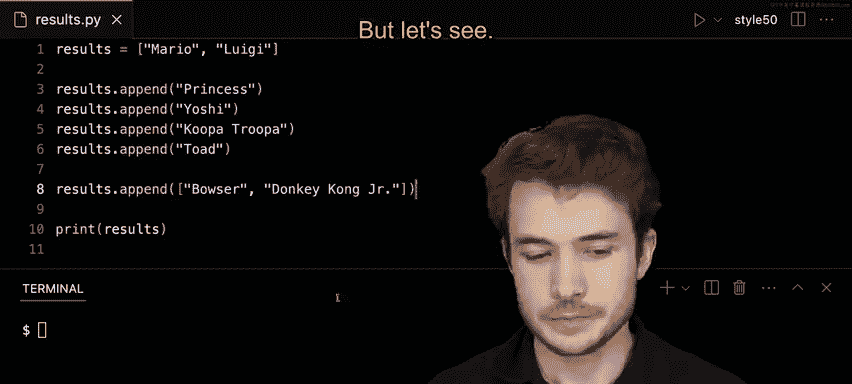 results.py
But let's see.
style50
1 results = ["Mario", "Luigi"]
2
3 results.append("Princess")
4 results.append("Yoshi")
5 results.append("Koopa Troopa")
6 results.append("Toad")
7
8 results.append(["Bowser", "Donkey Kong Jr."])
9
10 print(results)
11
TERMINAL
$